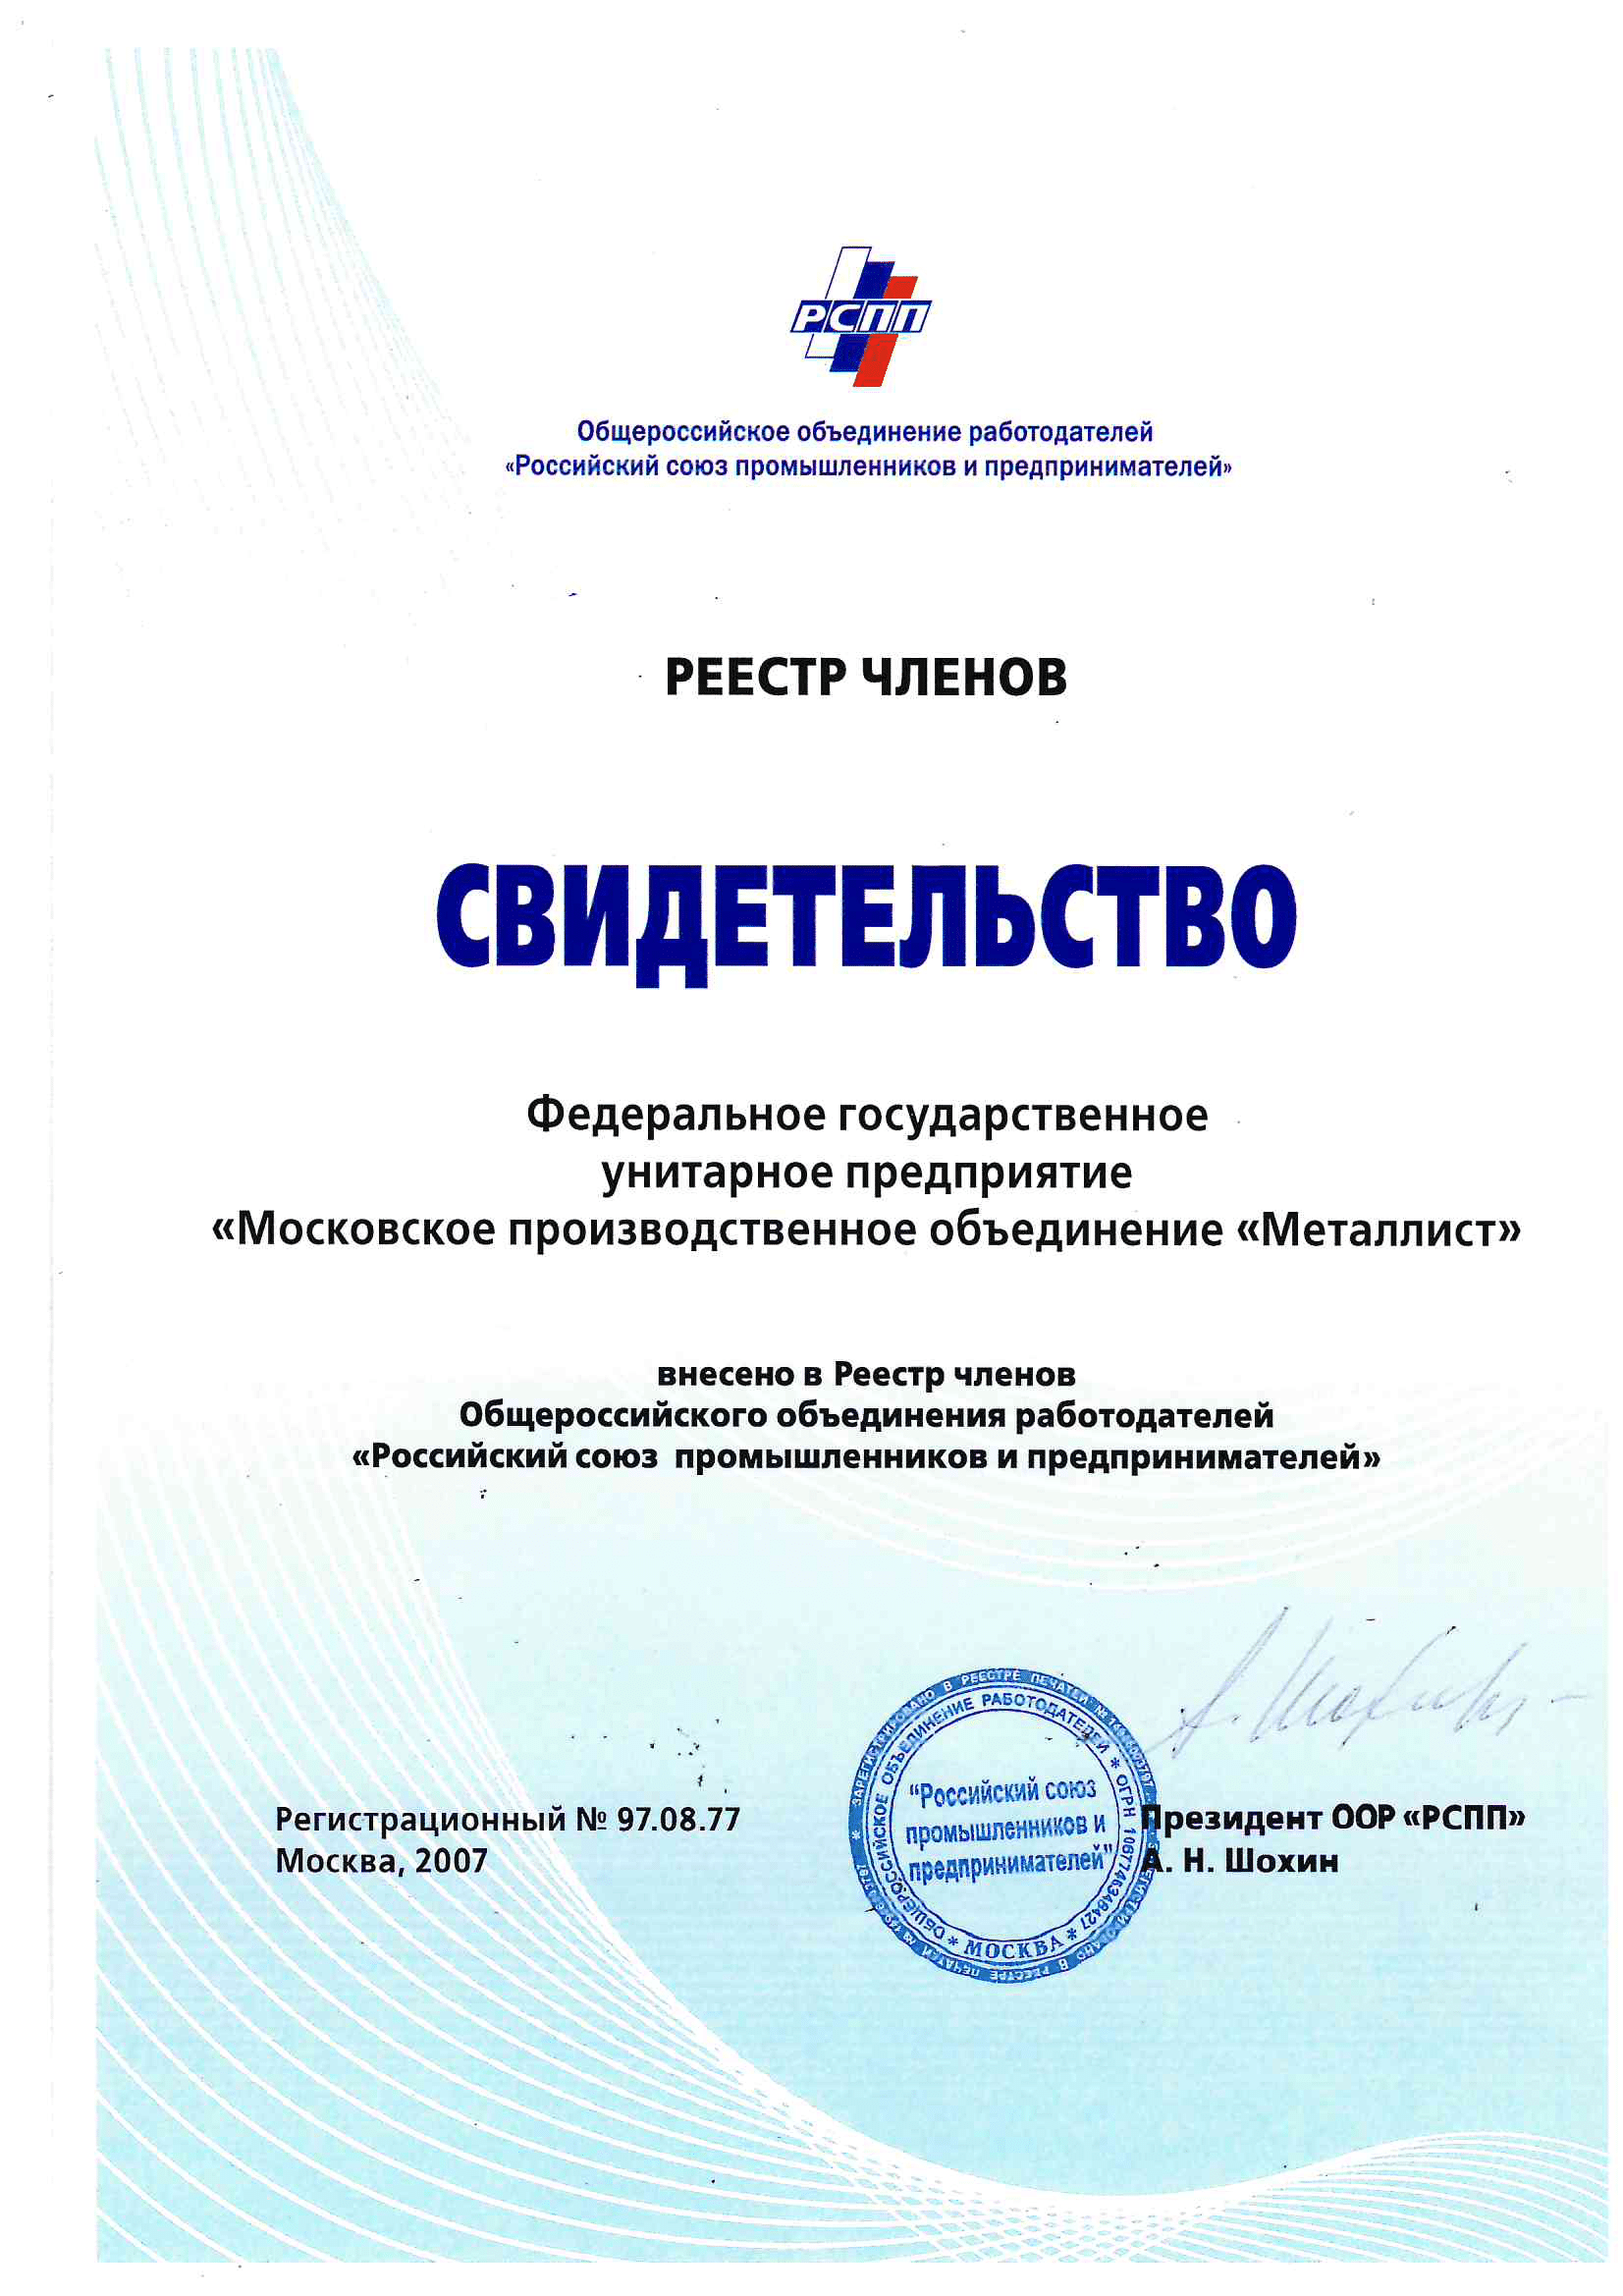 РСПП
Общероссийское объединение работодателей
«Российский союз промышленников и предпринимателей»
РЕЕСТР ЧЛЕНОВ
СВИДЕТЕЛЬСТВО
Федеральное государственное
унитарное предприятие
«Московское производственное объединение «Металлист»
внесено в Реестр членов
Общероссийского объединения работодателей
«Российский союз промышленников и предпринимателей»
Регистрационный № 97.08.77
Москва, 2007
ЗАРЕГИСТРИРОВАНО В РЕЕСТРЕ ПЕЧАТЕЙ №
ОБЩЕРОССИЙСКОЕ ОБЪЕДИНЕНИЕ РАБОТОДАТЕЛЕЙ * ОГРН 1067746348427
* МОСКВА *
"Российский союз
промышленников и
предпринимателей"
А. Шохин
Президент ООР «РСПП»
А. Н. Шохин